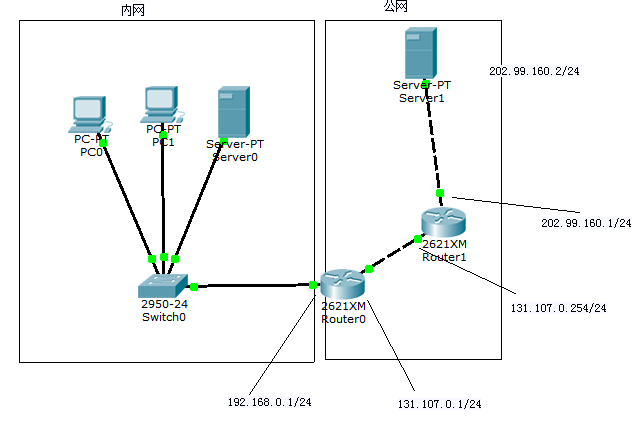 内网
公网
Server-PT
Server1
202.99.160.2/24
PC-PT
PC0
PC-PT
PC1
Server-PT
Server0
202.99.160.1/24
2621XM
Router1
2950-24
Switch0
2621XM
Router0
131.107.0.254/24
192.168.0.1/24
131.107.0.1/24